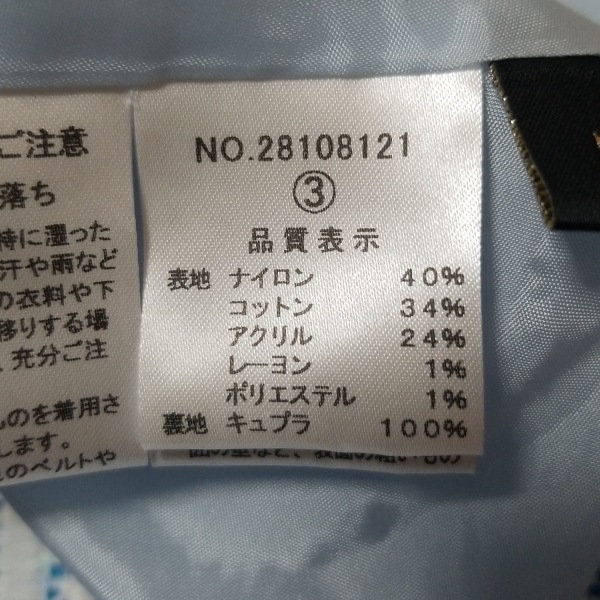 ご注意
落ち
特に湿った
汗や雨など
の衣料や下
移りする場
、充分ご注
ものを着用さ
します。
のベルトや
NO.28108121
③
品質表示
表地 ナイロン 40%
コットン 34%
アクリル 24%
レーヨン 1%
ポリエステル 1%
裏地 キュプラ 100%